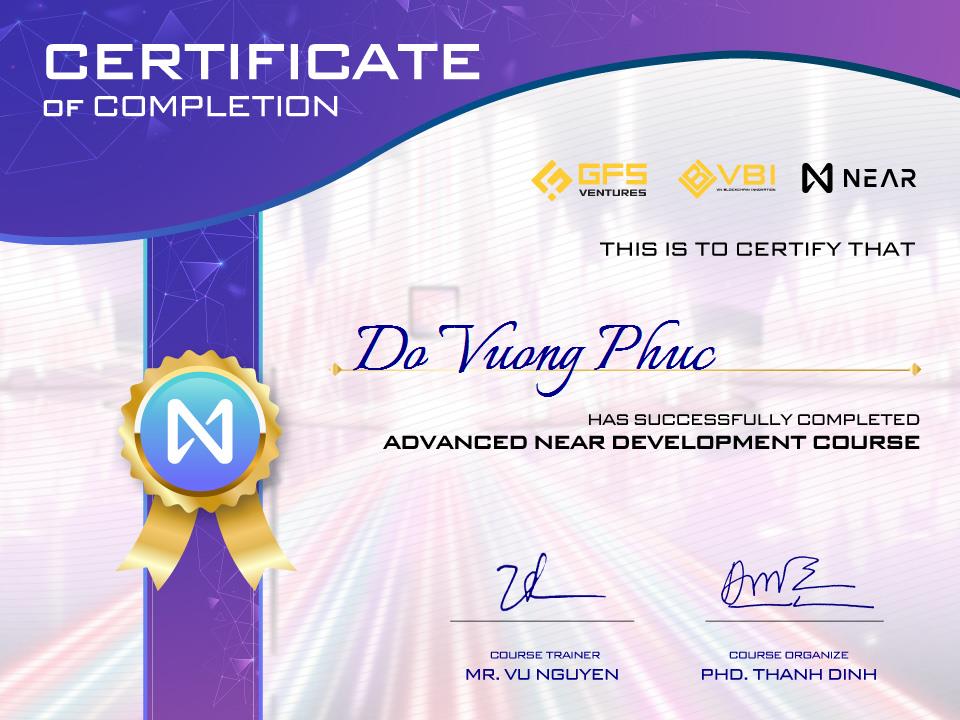 CERTIFICATE
OF COMPLETION
GFS
VENTURES
VBI
VN BLOCKCHAIN INNOVATION
NEAR
THIS IS TO CERTIFY THAT
Do Vuong Phuc
HAS SUCCESSFULLY COMPLETED
ADVANCED NEAR DEVELOPMENT COURSE
COURSE TRAINER
MR. VU NGUYEN
COURSE ORGANIZE
PHD. THANH DINH